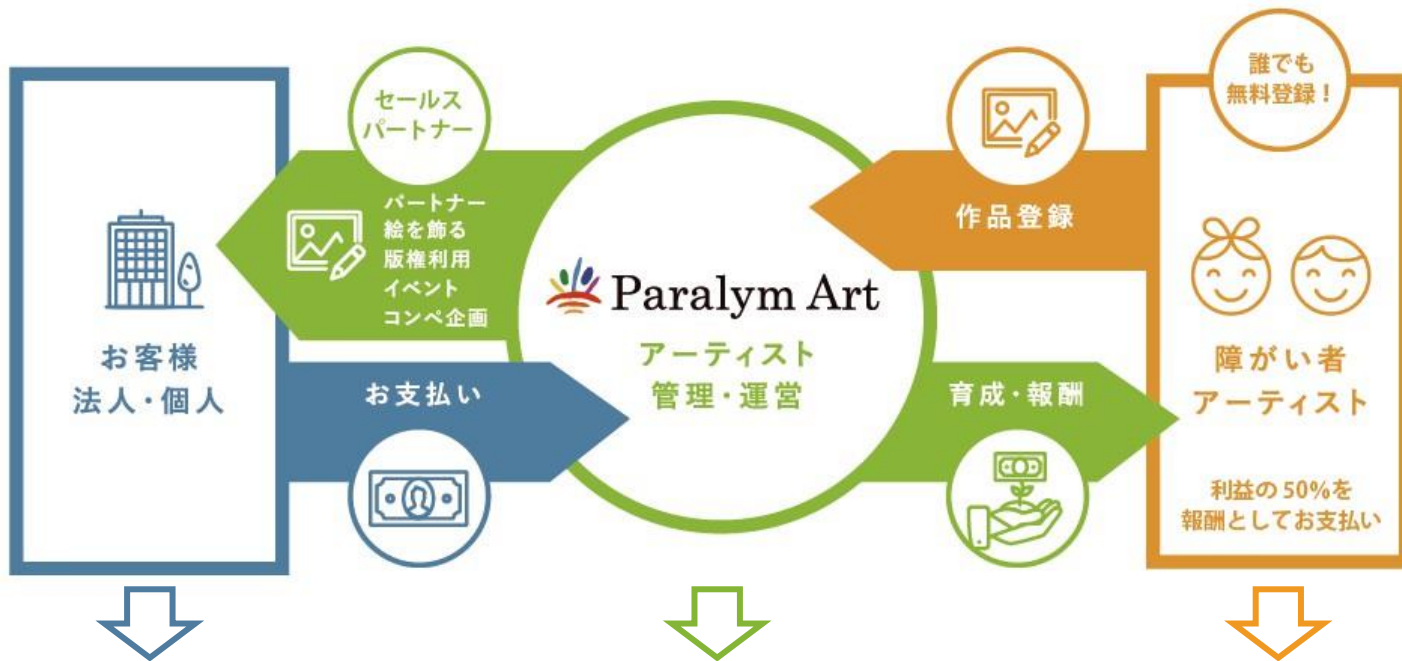 セールス
パートナー
パートナー
絵を飾る
版権利用
イベント
コンペ企画
お客様
法人・個人
お支払い
Paralym Art
アーティスト
管理・運営
作品登録
育成・報酬
誰でも
無料登録！
障がい者
アーティスト
利益の50%を
報酬としてお支払い